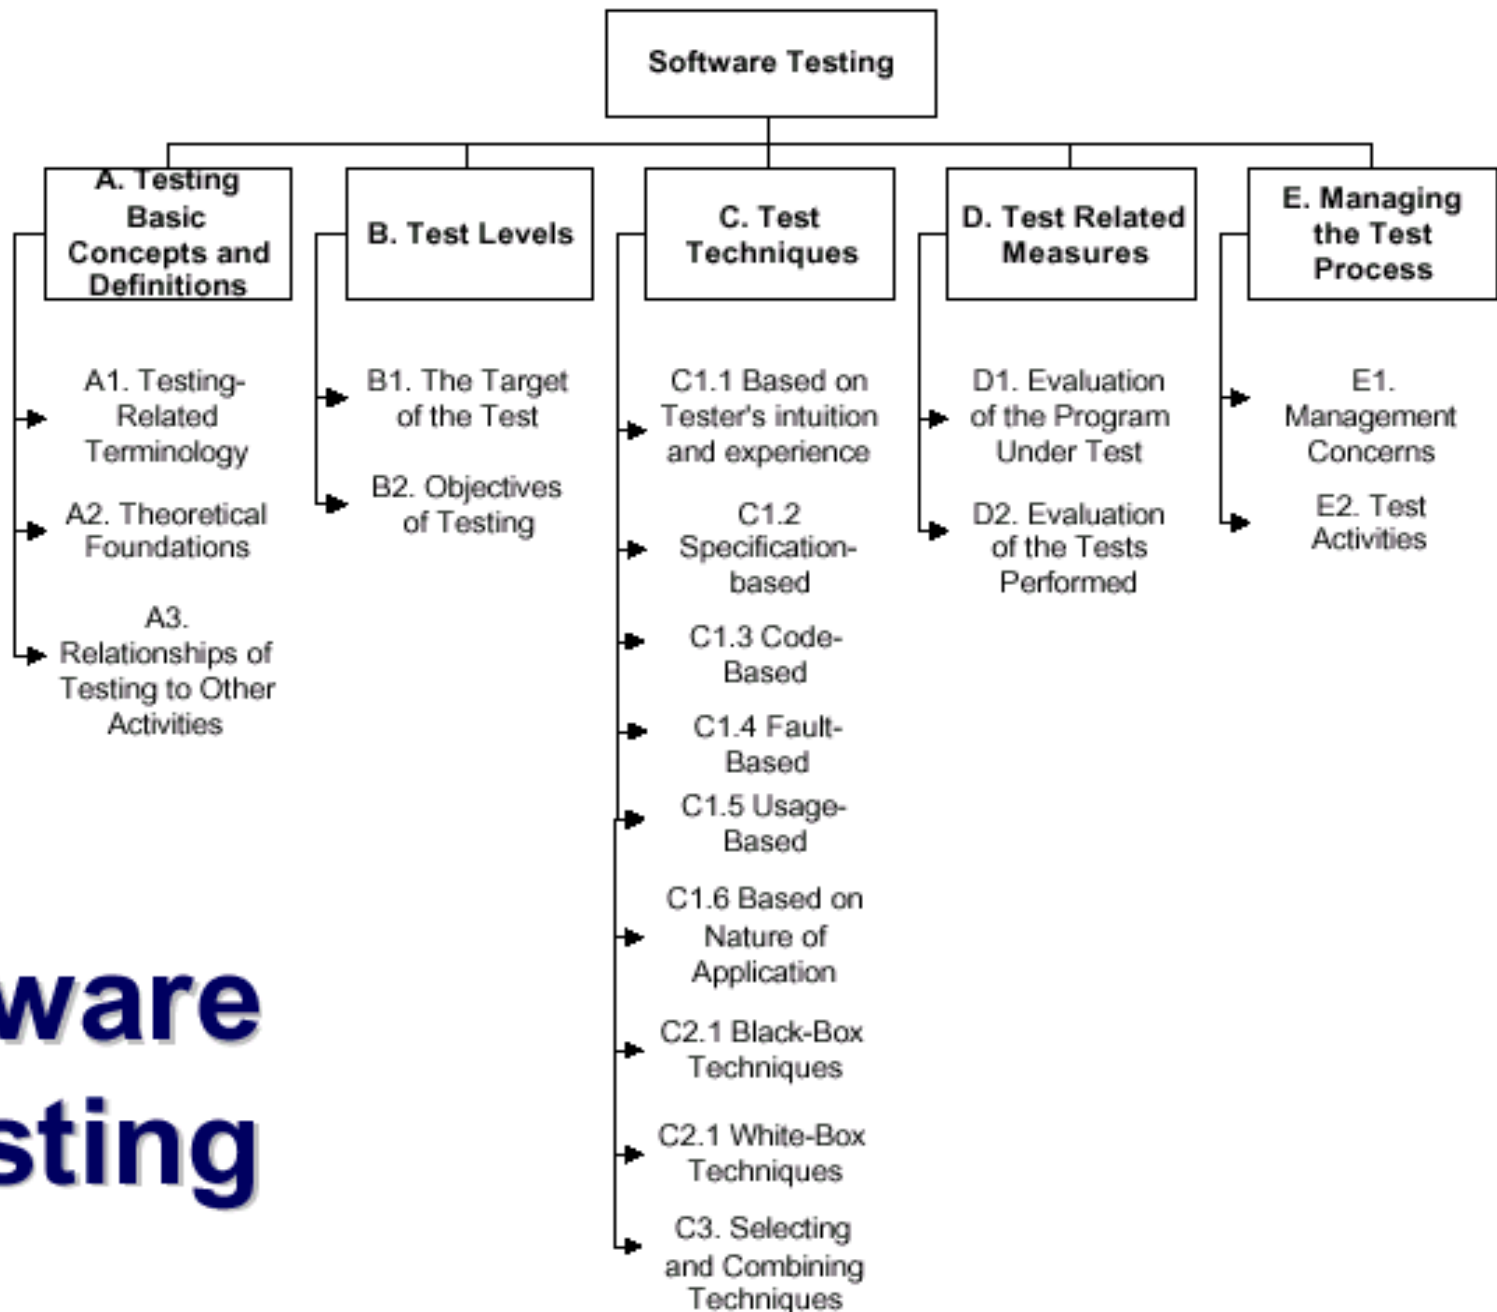 Software Testing
A. Testing
Basic
Concepts and
Definitions
B. Test Levels
C. Test
Techniques
D. Test Related
Measures
E. Managing
the Test
Process
A1. Testing-
Related
Terminology
A2. Theoretical
Foundations
A3.
Relationships of
Testing to Other
Activities
B1. The Target
of the Test
B2. Objectives
of Testing
C1.1 Based on
Tester's intuition
and experience
C1.2
Specification-
based
C1.3 Code-
Based
C1.4 Fault-
Based
C1.5 Usage-
Based
C1.6 Based on
Nature of
Application
C2.1 Black-Box
Techniques
C2.1 White-Box
Techniques
C3. Selecting
and Combining
Techniques
D1. Evaluation
of the Program
Under Test
D2. Evaluation
of the Tests
Performed
E1.
Management
Concerns
E2. Test
Activities
ware
sting